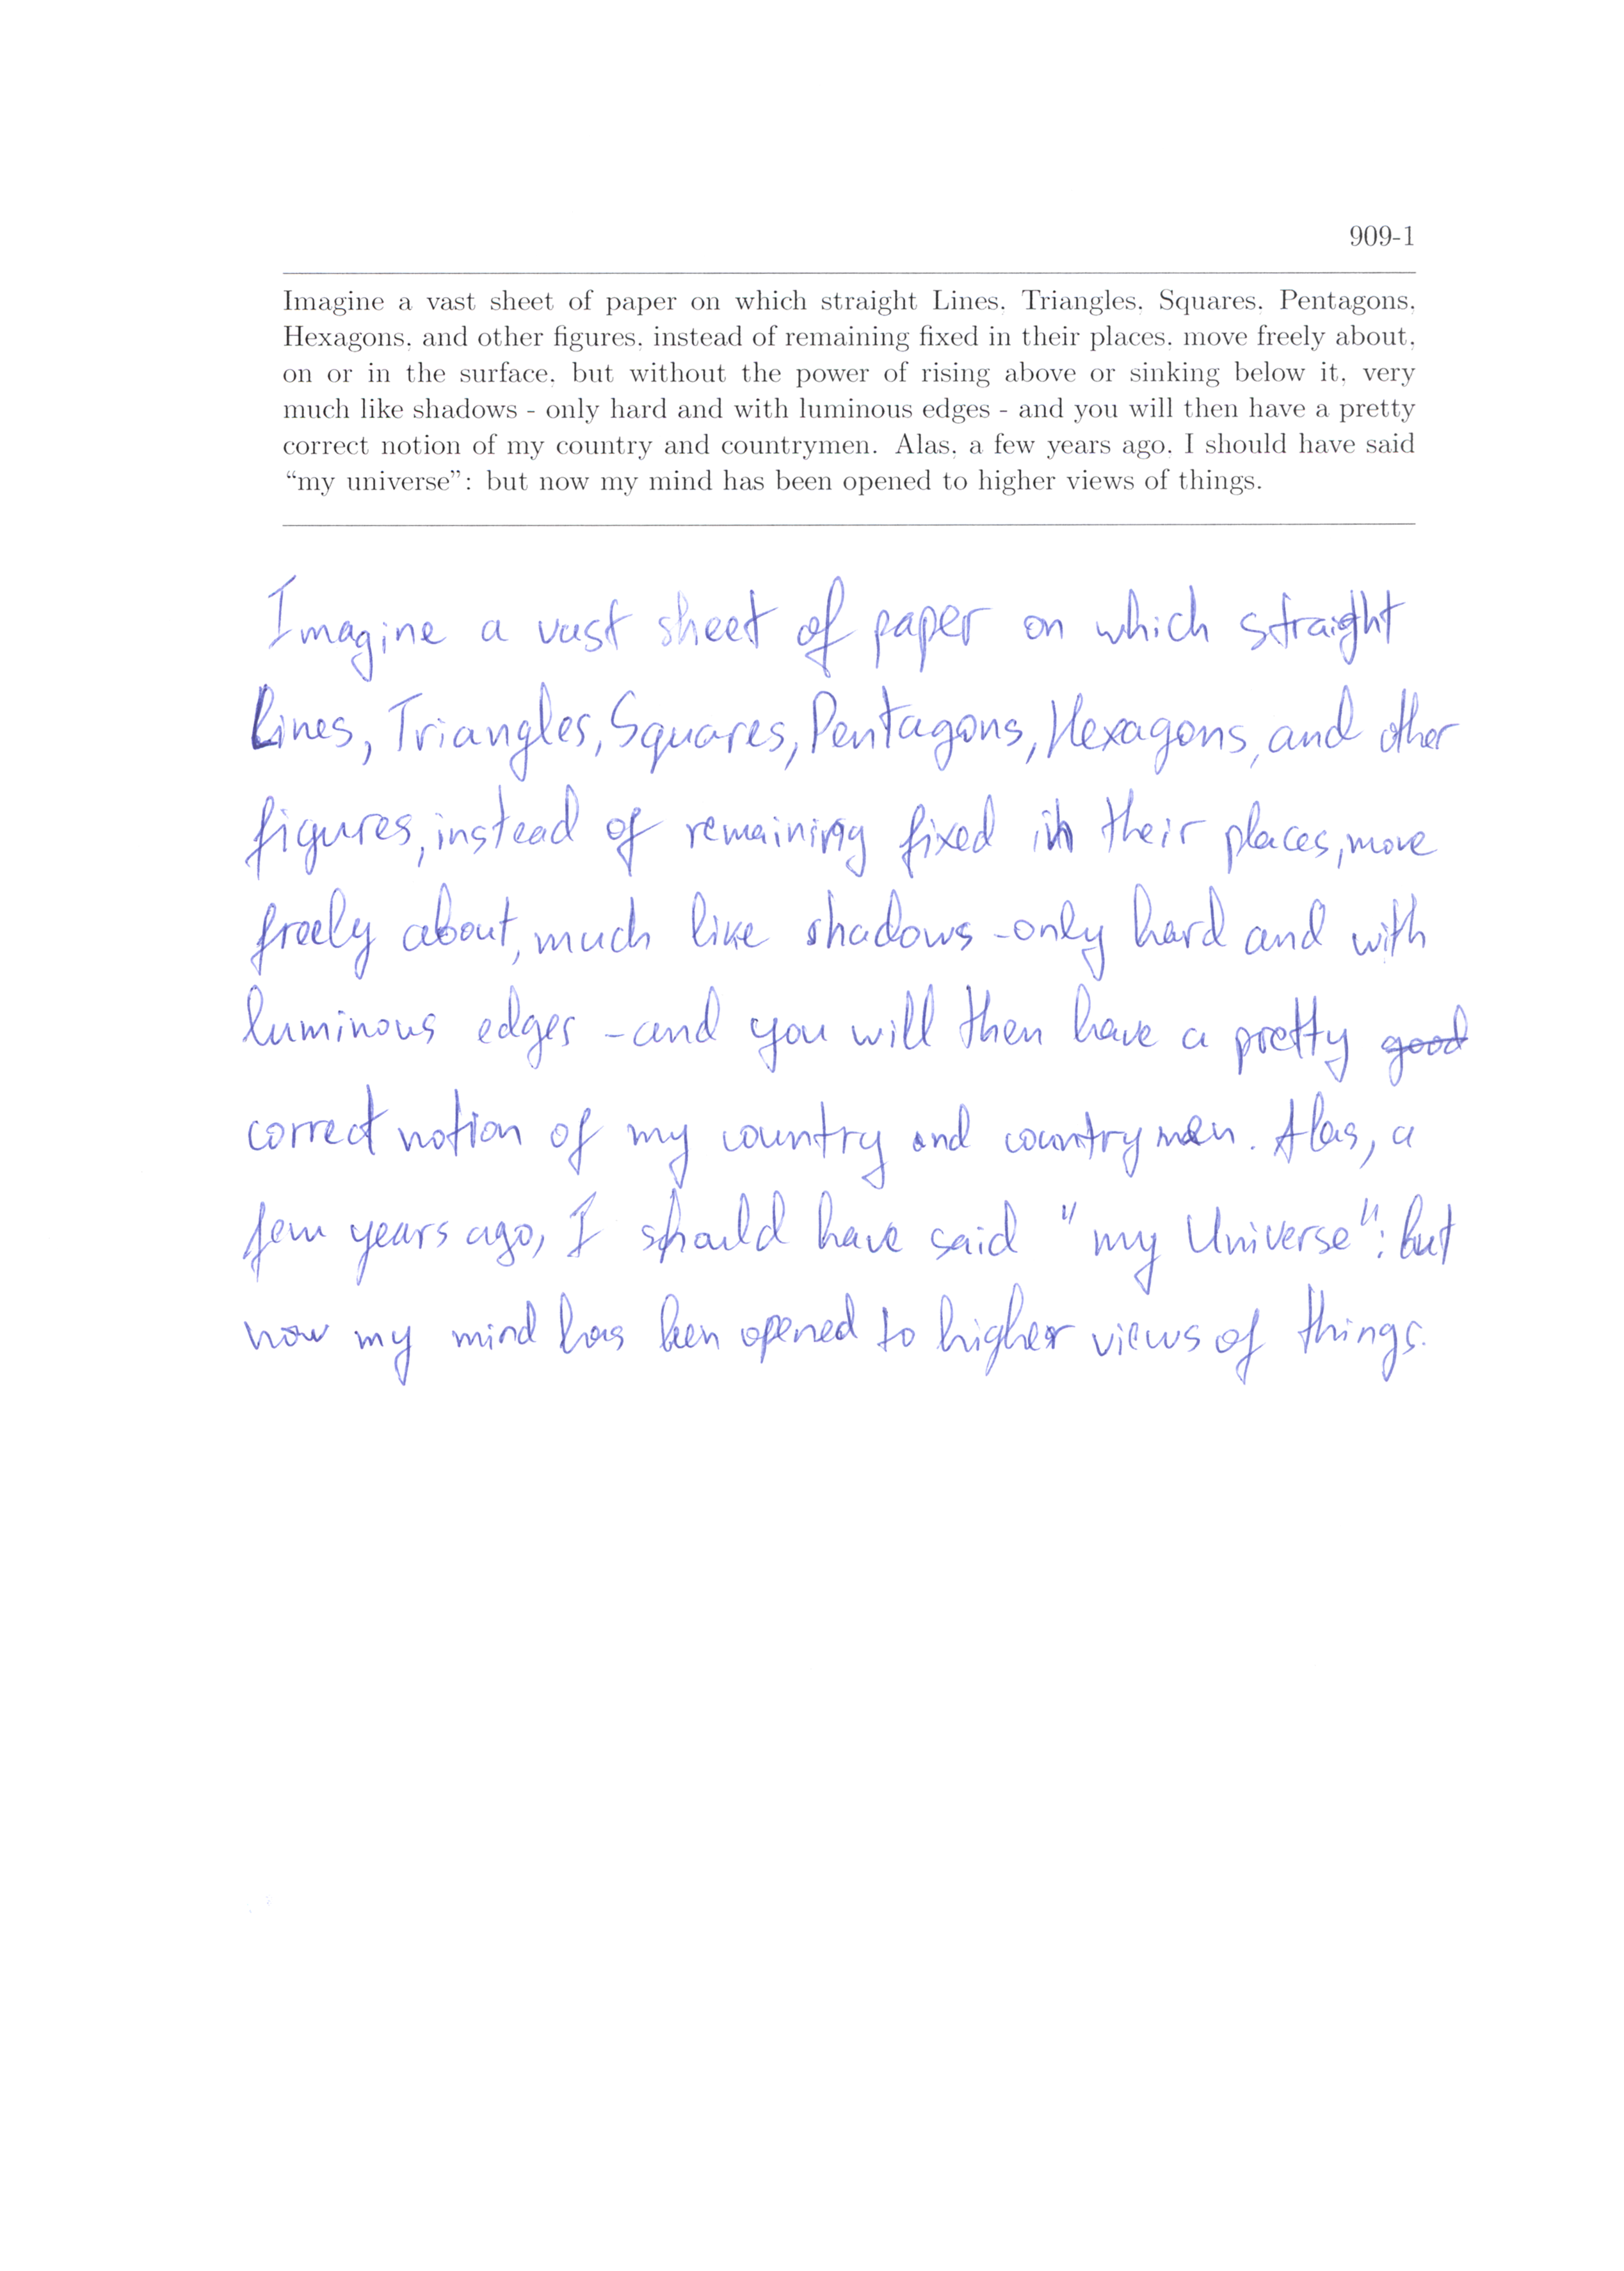 909-1
Imagine a vast sheet of paper on which straight Lines, Triangles, Squares, Pentagons,
Hexagons, and other figures, instead of remaining fixed in their places, move freely about,
on or in the surface, but without the power of rising above or sinking below it, very
much like shadows - only hard and with luminous edges - and you will then have a pretty
correct notion of my country and countrymen. Alas, a few years ago, I should have said
“my universe”: but now my mind has been opened to higher views of things.
Imagine a vast sheet of paper on which straight
Lines, Triangles, Squares, Pentagons, Hexagons, and other
figures, instead of remaining fixed in their places, move
freely about, much like shadows - only hard and with
luminous edges - and you will then have a pretty good
correct notion of my country and countrymen. Alas, a
few years ago, I should have said "my Universe": but
now my mind has been opened to higher views of things.